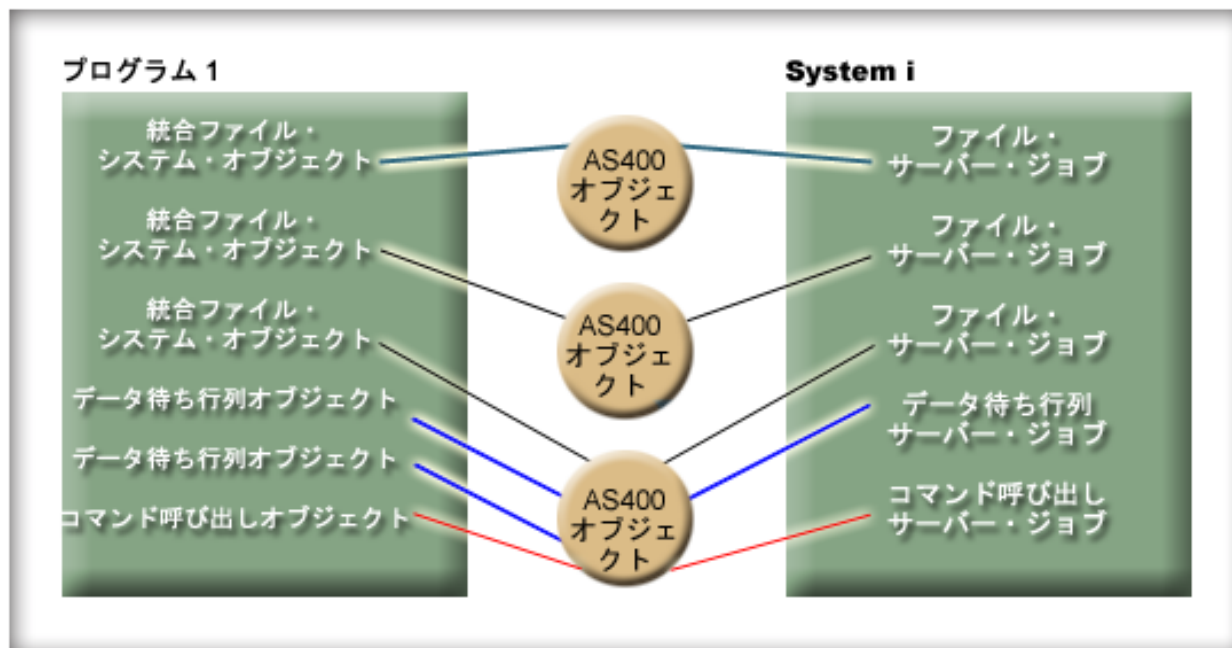 プログラム 1
統合ファイル・
システム・オブジェクト
統合ファイル・
システム・オブジェクト
統合ファイル・
システム・オブジェクト
データ待ち行列オブジェクト
データ待ち行列オブジェクト
コマンド呼び出しオブジェクト
AS400
オブジェ
クト
AS400
オブジェ
クト
AS400
オブジェ
クト
System i
ファイル・
サーバー・ジョブ
ファイル・
サーバー・ジョブ
ファイル・
サーバー・ジョブ
データ待ち行列
サーバー・ジョブ
コマンド呼び出し
サーバー・ジョブ